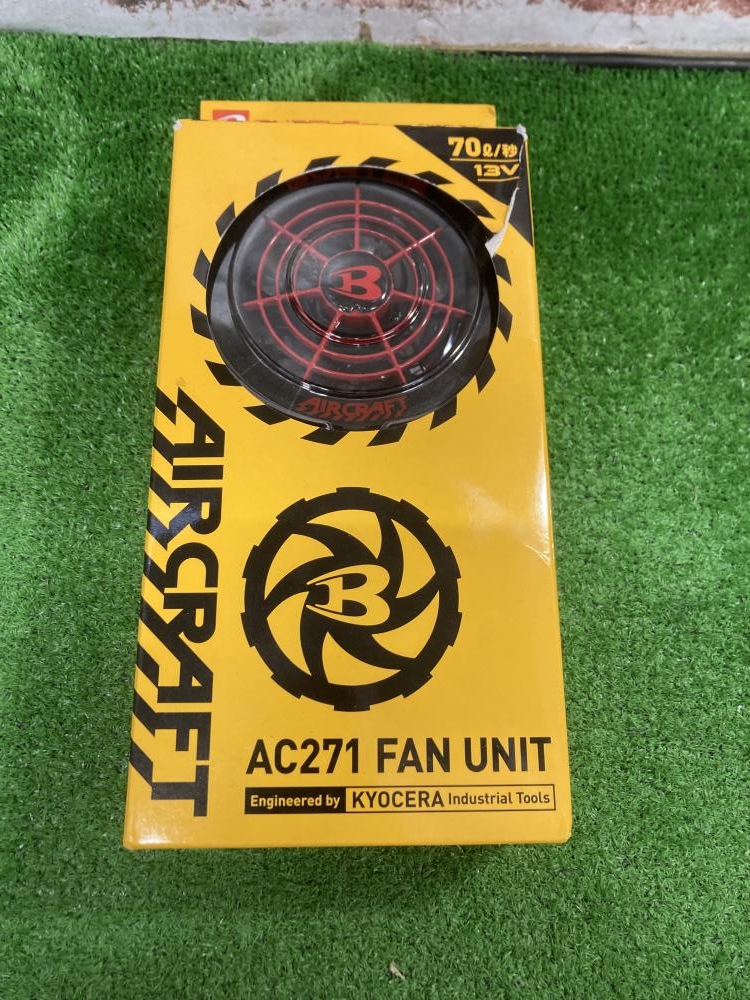 70ℓ/秒
13V
B
AIRCRAFT
AIRCRAFT
B
AC271 FAN UNIT
Engineered by KYOCERA Industrial Tools